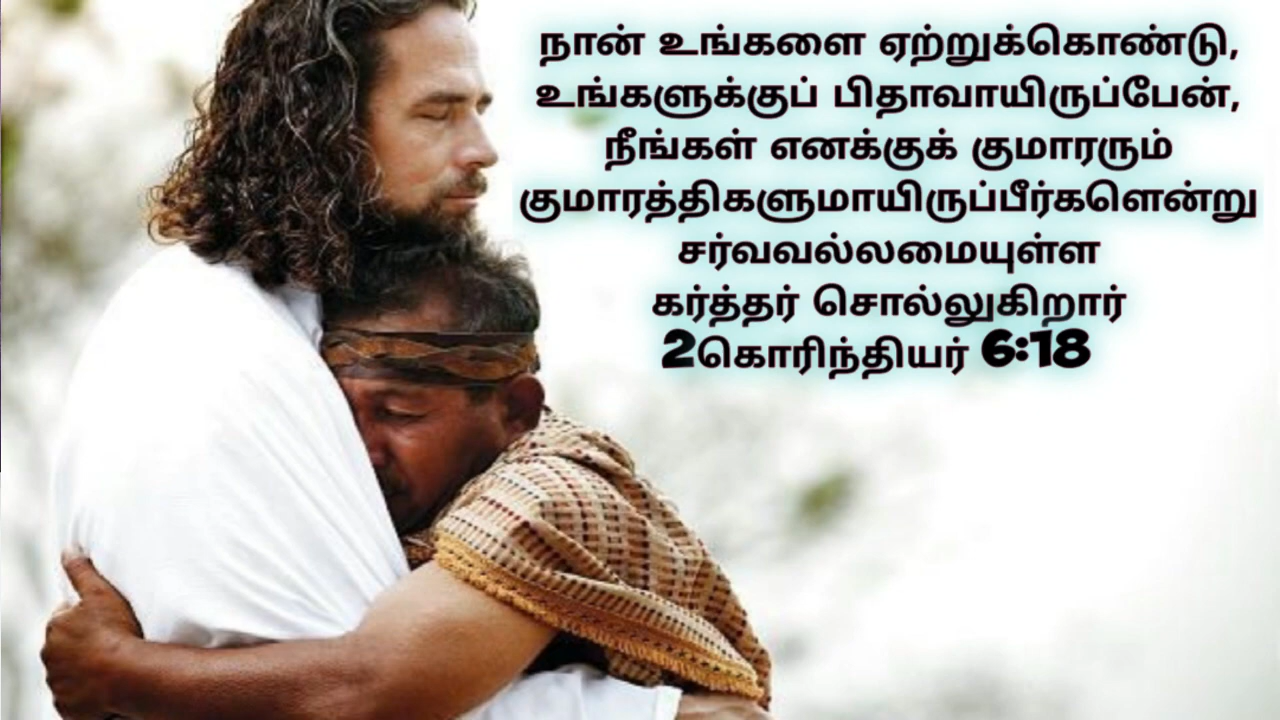 நான் உங்களை ஏற்றுக்கொண்டு,
உங்களுக்குப் பிதாவாயிருப்பேன்,
நீங்கள் எனக்குக் குமாரரும்
குமாரத்திகளுமாயிருப்பீர்களென்று
சர்வவல்லமையுள்ள
கர்த்தர் சொல்லுகிறார்
2கொரிந்தியர் 6:18